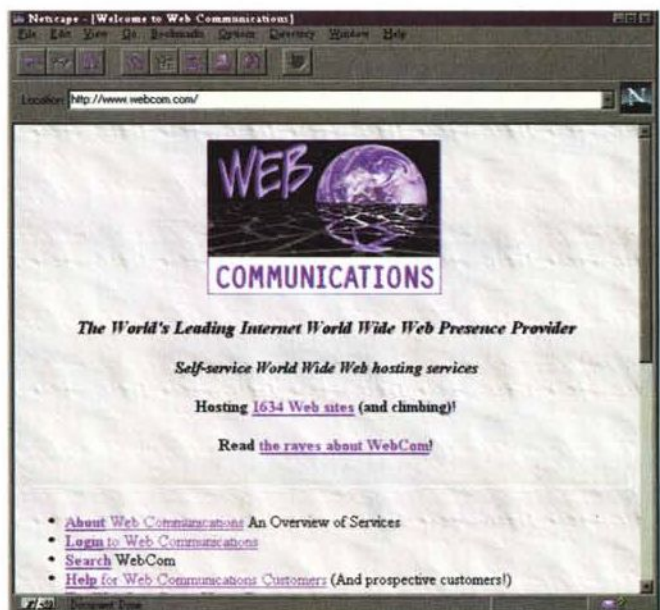 Netscape - [Welcome to Web Communications]
File Edit View Go Bookmarks Options Directory Window Help
Location: http://www.webcom.com/
N
WEB
COMMUNICATIONS
The World's Leading Internet World Wide Web Presence Provider
Self-service World Wide Web hosting services
Hosting 1634 Web sites (and climbing)!
Read the raves about WebCom!
• About Web Communications An Overview of Services
• Login to Web Communications
• Search WebCom
• Help for Web Communications Customers (And prospective customers!)
Document: Done